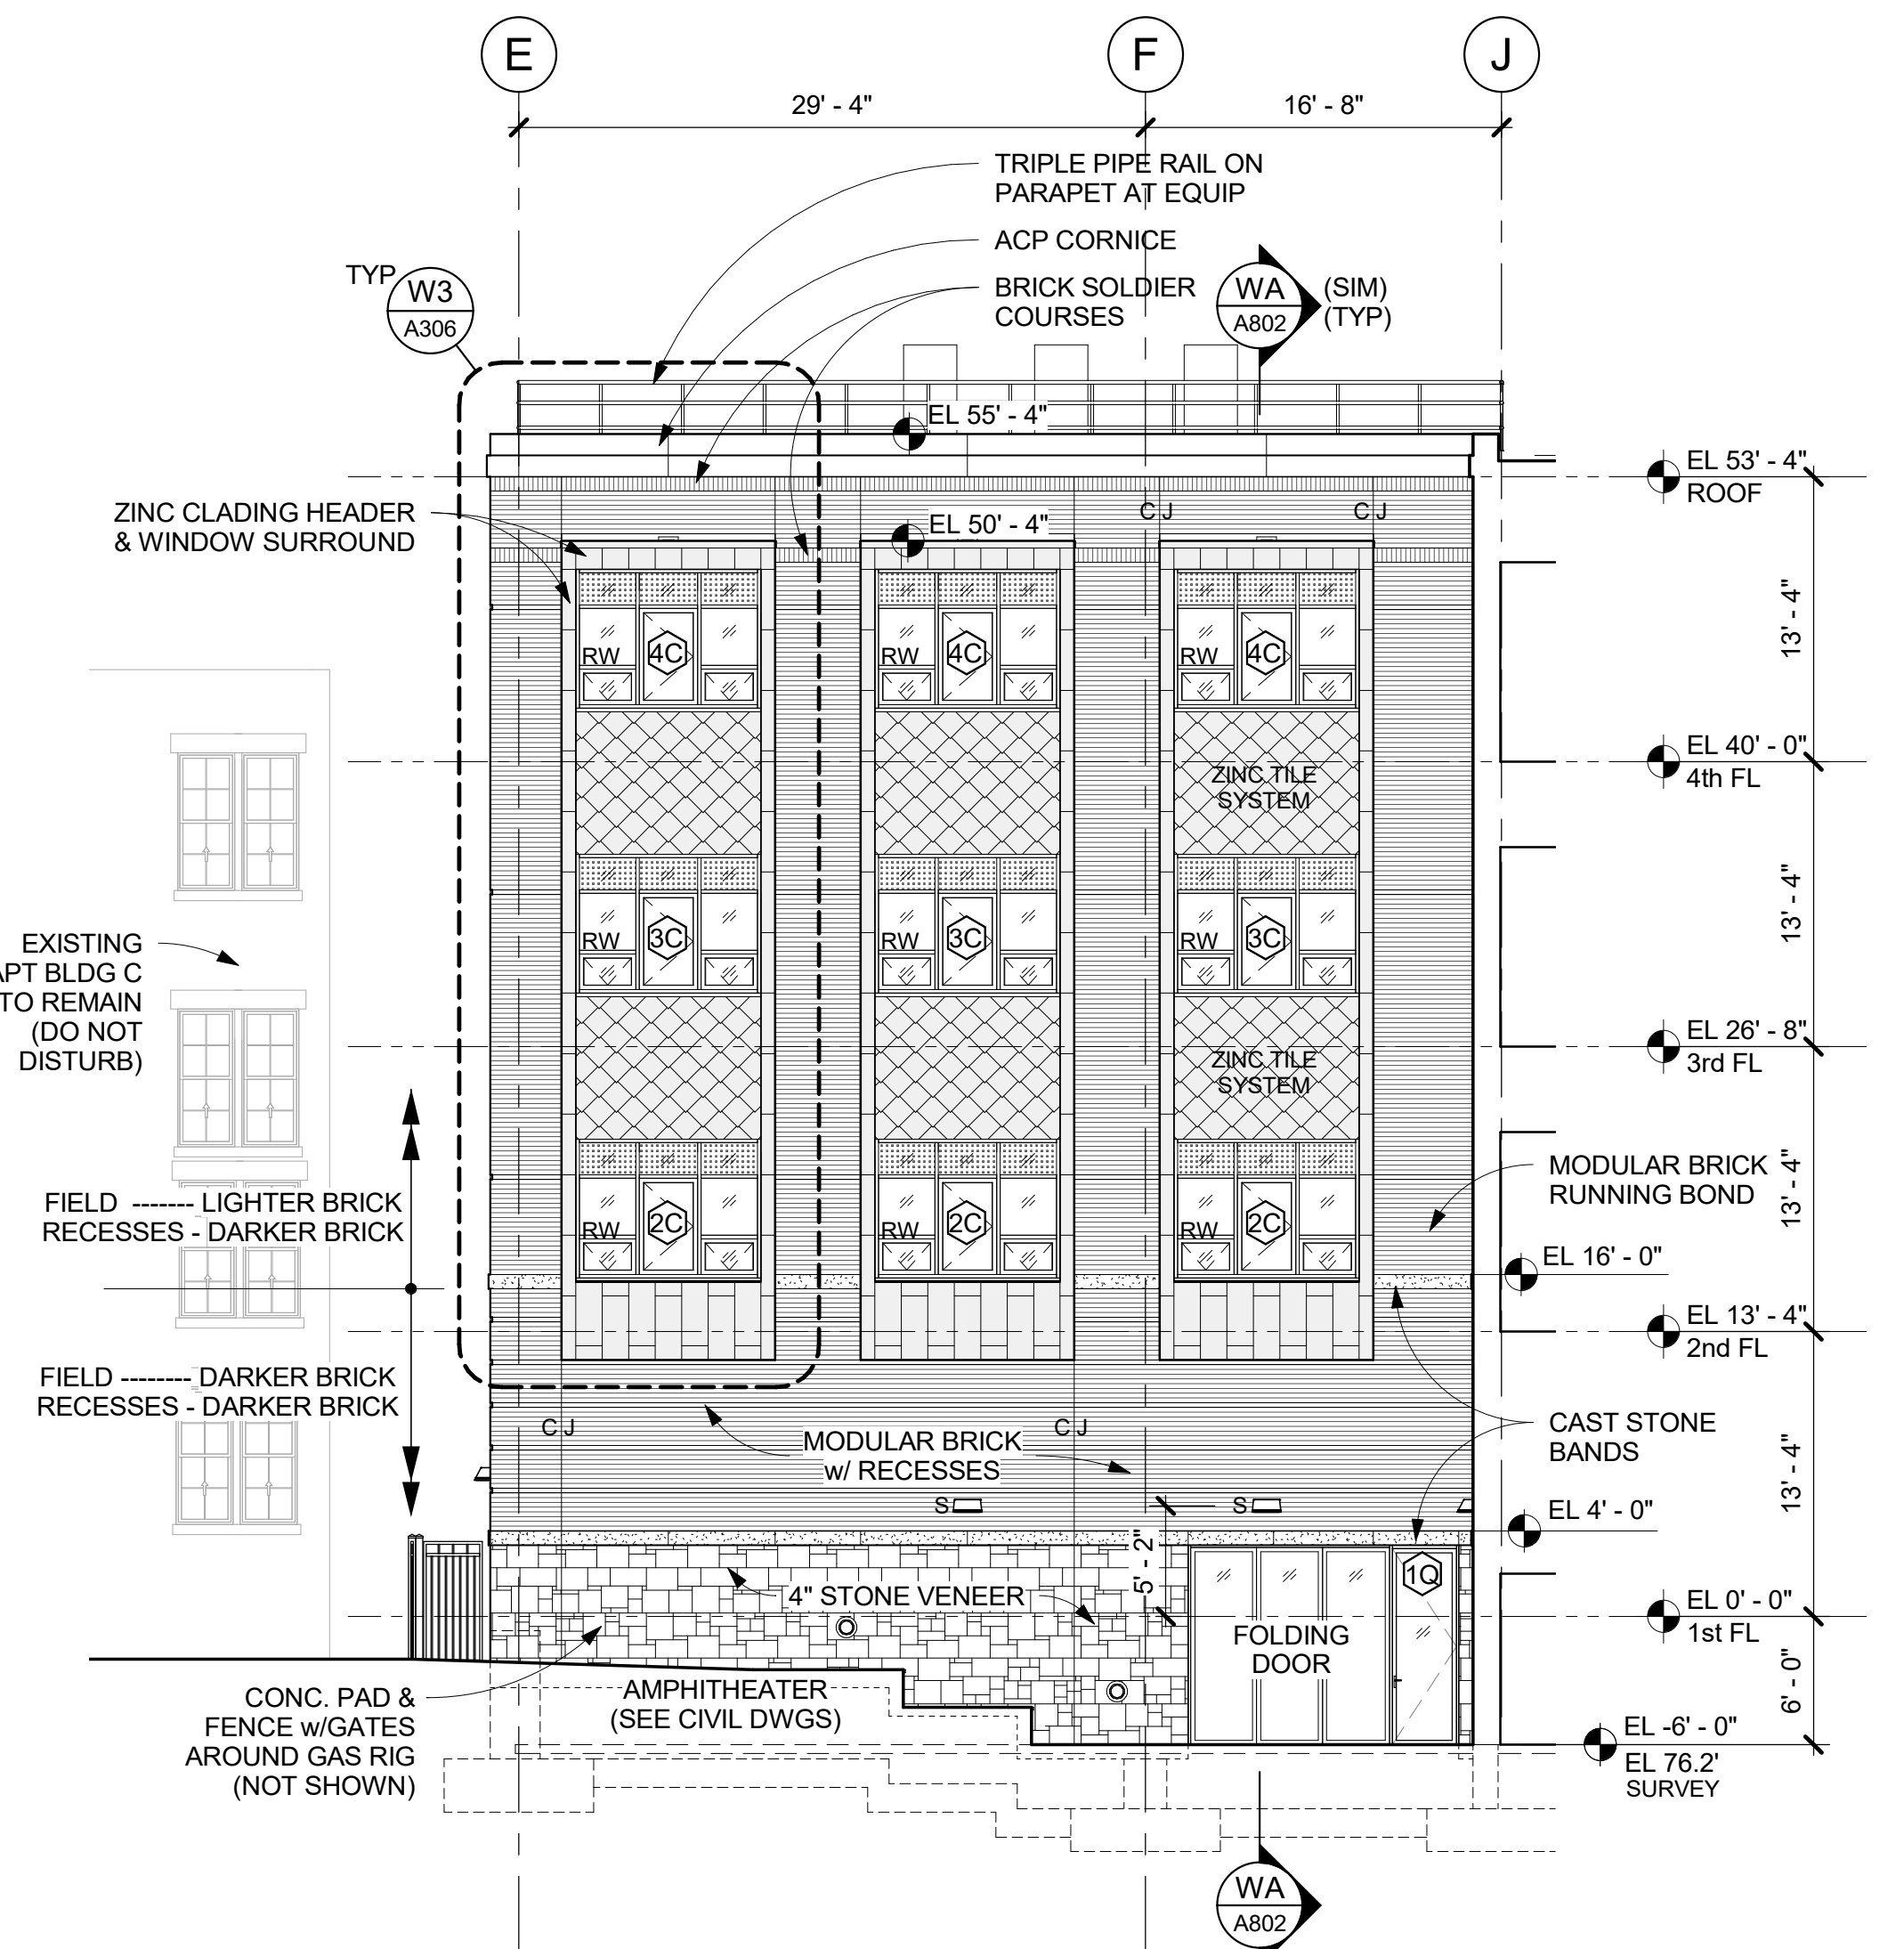 E
F
J
29' - 4"
16' - 8"
TRIPLE PIPE RAIL ON
PARAPET AT EQUIP
ACP CORNICE
BRICK SOLDIER
COURSES
TYP
W3
A306
WA
A802
(SIM)
(TYP)
EL 55' - 4"
EL 53' - 4"
ROOF
ZINC CLADING HEADER
& WINDOW SURROUND
EL 50' - 4"
C J
C J
13' - 4"
RW
4C
RW
4C
RW
4C
ZINC TILE
SYSTEM
EL 40' - 0"
4th FL
13' - 4"
RW
3C
RW
3C
RW
3C
EXISTING
APT BLDG C
TO REMAIN
(DO NOT
DISTURB)
ZINC TILE
SYSTEM
EL 26' - 8"
3rd FL
13' - 4"
MODULAR BRICK
RUNNING BOND
FIELD ------- LIGHTER BRICK
RECESSES - DARKER BRICK
RW
2C
RW
2C
RW
2C
EL 16' - 0"
EL 13' - 4"
2nd FL
FIELD -------- DARKER BRICK
RECESSES - DARKER BRICK
C J
C J
MODULAR BRICK
w/ RECESSES
CAST STONE
BANDS
13' - 4"
S
S
EL 4' - 0"
5' - 2"
4" STONE VENEER
1Q
EL 0' - 0"
1st FL
FOLDING
DOOR
6' - 0"
CONC. PAD &
FENCE w/GATES
AROUND GAS RIG
(NOT SHOWN)
AMPHITHEATER
(SEE CIVIL DWGS)
EL -6' - 0"
EL 76.2'
SURVEY
WA
A802